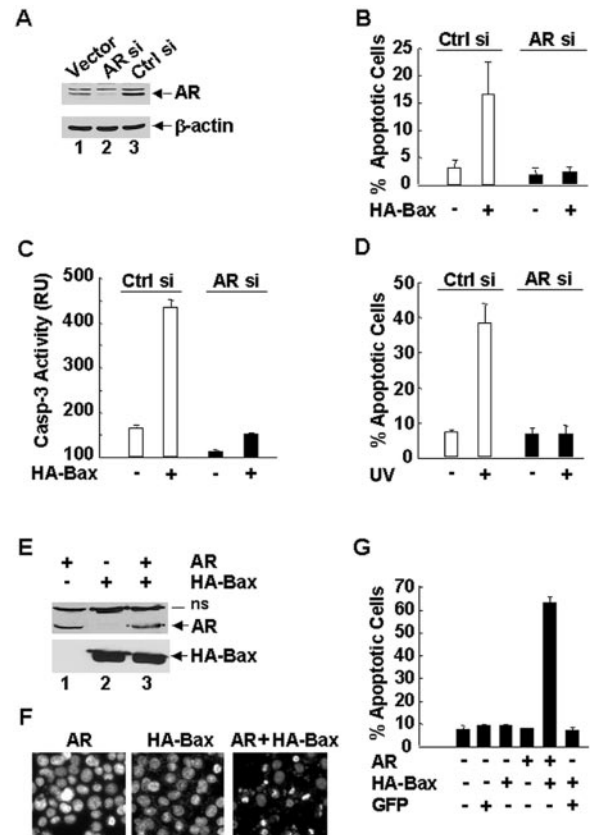 A
Vector
AR si
Ctrl si
AR
β-actin
1 2 3
B
Ctrl si AR si
% Apoptotic Cells
25
20
15
10
5
0
HA-Bax - + - +
C
Ctrl si AR si
Casp-3 Activity (RU)
500
400
300
200
100
HA-Bax - + - +
D
Ctrl si AR si
% Apoptotic Cells
50
40
30
20
10
0
UV - + - +
E
+ - + AR
- + + HA-Bax
ns
AR
HA-Bax
1 2 3
F
AR HA-Bax AR+HA-Bax
G
% Apoptotic Cells
70
60
50
40
30
20
10
0
AR - - - + + -
HA-Bax - - + - + +
GFP - + - - - +